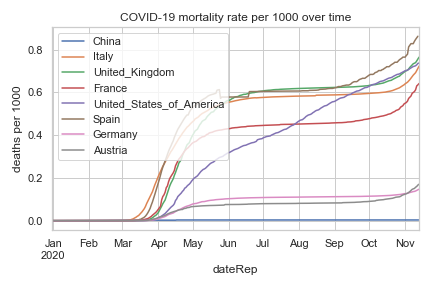 COVID-19 mortality rate per 1000 over time
deaths per 1000
0.8
0.6
0.4
0.2
0.0
China
Italy
United_Kingdom
France
United_States_of_America
Spain
Germany
Austria
Jan Feb Mar Apr May Jun Jul Aug Sep Oct Nov
2020
dateRep